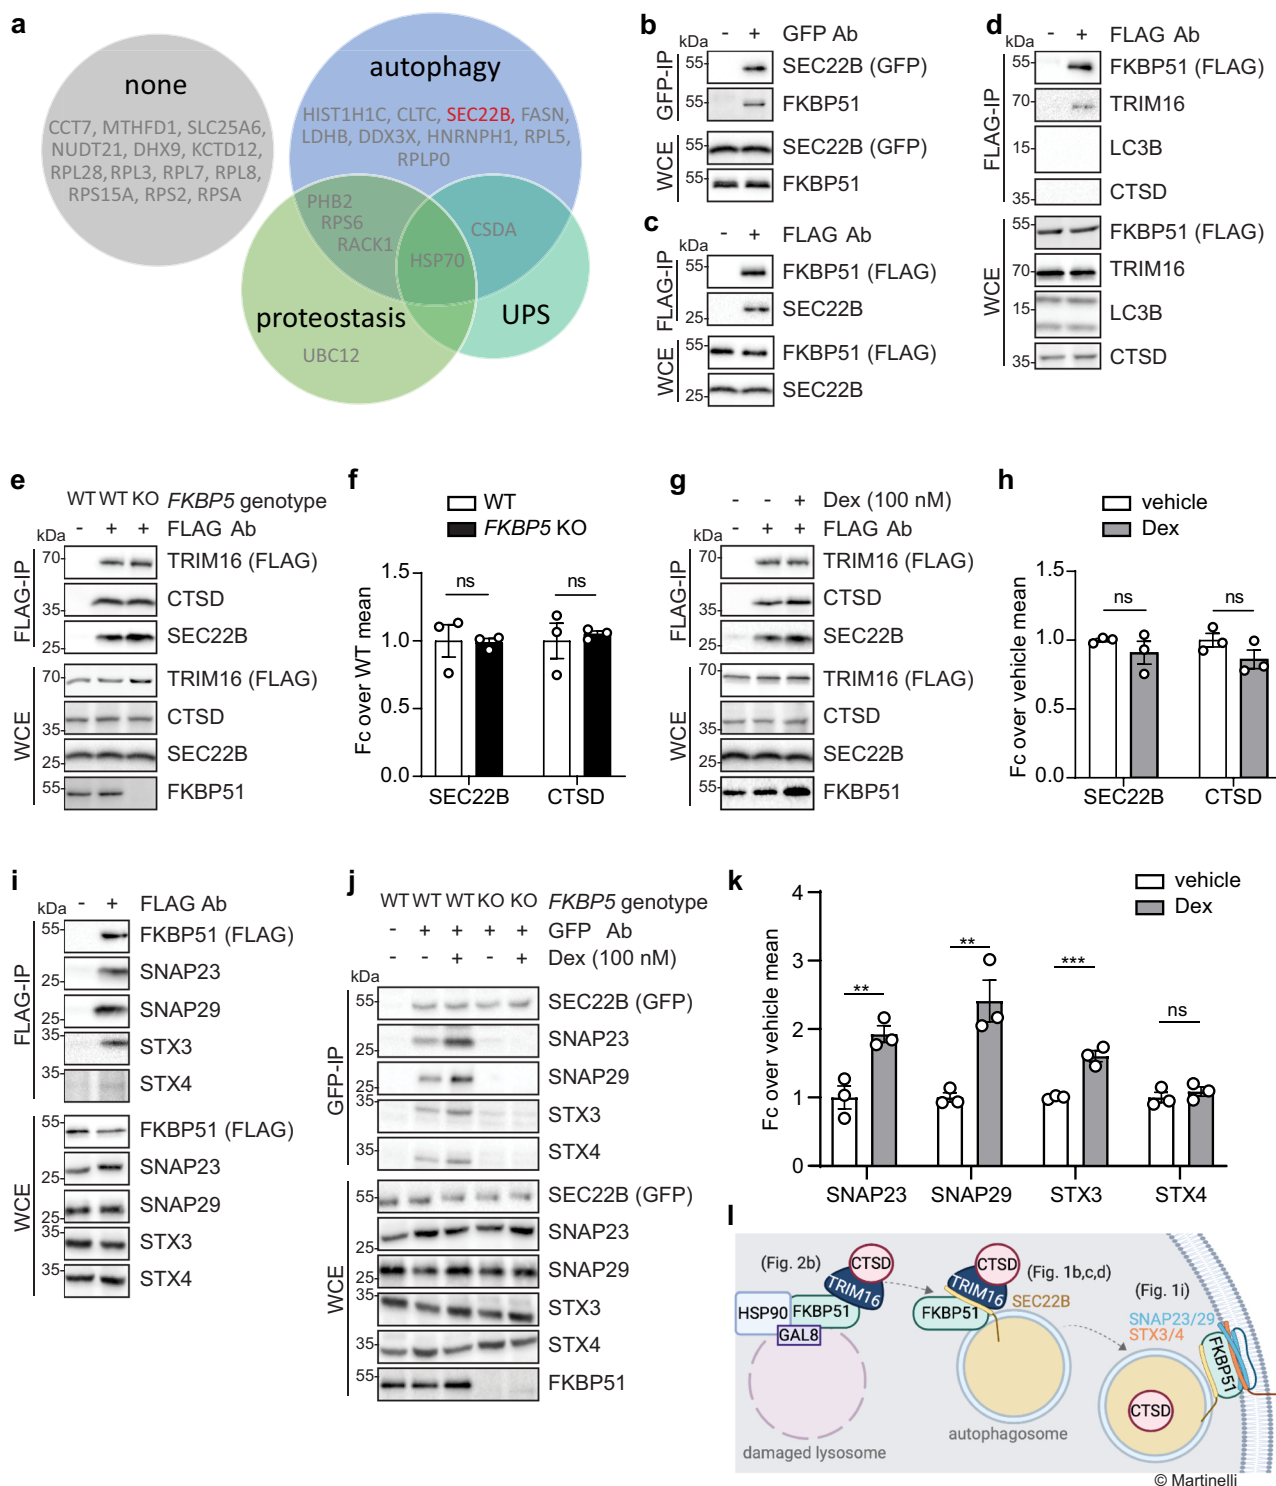 a
none
CCT7, MTHFD1, SLC25A6,
NUDT21, DHX9, KCTD12,
RPL28,RPL3, RPL7, RPL8,
RPS15A, RPS2, RPSA
autophagy
HIST1H1C, CLTC, SEC22B, FASN,
LDHB, DDX3X, HNRNPH1, RPL5,
RPLP0
PHB2
RPS6
RACK1
CSDA
HSP70
proteostasis
UPS
UBC12
b
kDa - + GFP Ab
GFP-IP
55- SEC22B (GFP)
55- FKBP51
WCE
55- SEC22B (GFP)
55- FKBP51
c
- + FLAG Ab
kDa
FLAG-IP
55- FKBP51 (FLAG)
25- SEC22B
WCE
55- FKBP51 (FLAG)
25- SEC22B
d
- + FLAG Ab
kDa
FLAG-IP
55- FKBP51 (FLAG)
70- TRIM16
15- LC3B
35- CTSD
WCE
55- FKBP51 (FLAG)
70- TRIM16
15- LC3B
35- CTSD
e
WT WT KO FKBP5 genotype
- + + FLAG Ab
kDa
FLAG-IP
70- TRIM16 (FLAG)
35- CTSD
25- SEC22B
WCE
70- TRIM16 (FLAG)
35- CTSD
25- SEC22B
55- FKBP51
f
WT
FKBP5 KO
Fc over WT mean
1.5
1.0
0.5
0.0
ns ns
SEC22B CTSD
g
- - + Dex (100 nM)
- + + FLAG Ab
kDa
FLAG-IP
70- TRIM16 (FLAG)
35- CTSD
25- SEC22B
WCE
70- TRIM16 (FLAG)
35- CTSD
25- SEC22B
55- FKBP51
h
vehicle
Dex
Fc over vehicle mean
1.5
1.0
0.5
0.0
ns ns
SEC22B CTSD
i
- + FLAG Ab
kDa
FLAG-IP
55- FKBP51 (FLAG)
25- SNAP23
25- SNAP29
35- STX3
35- STX4
WCE
55- FKBP51 (FLAG)
25- SNAP23
25- SNAP29
35- STX3
35- STX4
j
WT WT WT KO KO FKBP5 genotype
- + + + + GFP Ab
- - + - + Dex (100 nM)
kDa
GFP-IP
55- SEC22B (GFP)
25- SNAP23
25- SNAP29
35- STX3
35- STX4
WCE
55- SEC22B (GFP)
25- SNAP23
25- SNAP29
35- STX3
35- STX4
55- FKBP51
k
vehicle
Dex
Fc over vehicle mean
4
3
2
1
0
** ** *** ns
SNAP23 SNAP29 STX3 STX4
l
(Fig. 2b)
CTSD
TRIM16
HSP90 FKBP51
GAL8
damaged lysosome
CTSD
TRIM16
(Fig. 1b,c,d)
FKBP51
SEC22B
autophagosome
(Fig. 1i)
SNAP23/29
STX3/4
FKBP51
CTSD
© Martinelli